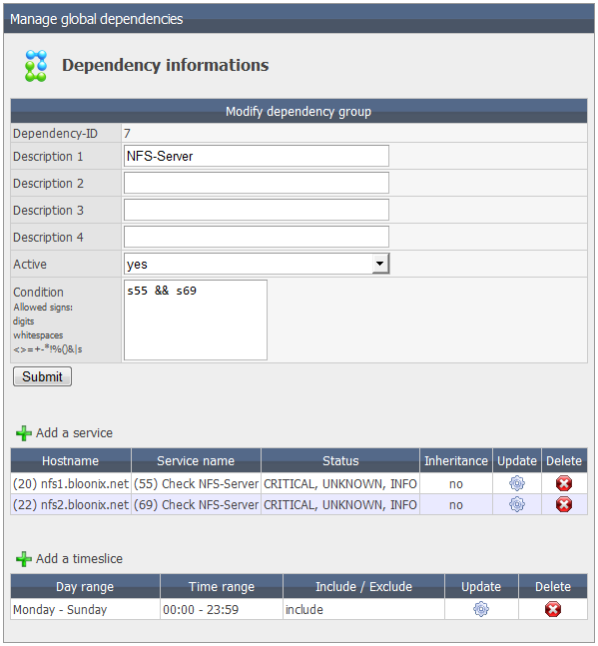 Manage global dependencies
Dependency informations
Modify dependency group
Dependency-ID 7
Description 1 NFS-Server
Description 2
Description 3
Description 4
Active yes
Condition s55 && s69
Allowed signs:
digits
whitespaces
<>=+-*!%()&|s
Submit
Add a service
Hostname Service name Status Inheritance Update Delete
(20) nfs1.bloonix.net (55) Check NFS-Server CRITICAL, UNKNOWN, INFO no
(22) nfs2.bloonix.net (69) Check NFS-Server CRITICAL, UNKNOWN, INFO no
Add a timeslice
Day range Time range Include / Exclude Update Delete
Monday - Sunday 00:00 - 23:59 include